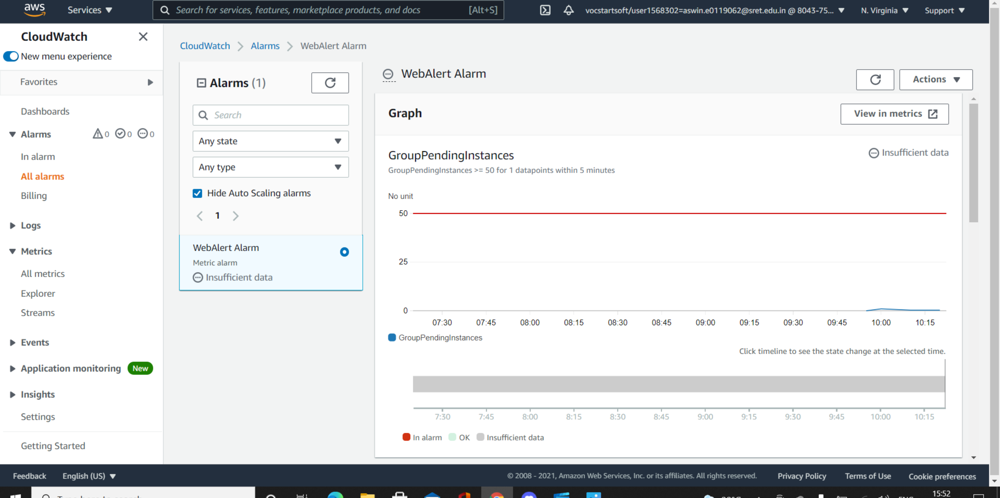 aws Services Search for services, features, marketplace products, and docs [Alt+S] vocstartsoft/user1568302=aswin.e0119062@sret.edu.in @ 8043-75... N. Virginia Support
CloudWatch
New menu experience
Favorites
Dashboards
Alarms 0 0 0
In alarm
All alarms
Billing
Logs
Metrics
All metrics
Explorer
Streams
Events
Application monitoring New
Insights
Settings
Getting Started
CloudWatch Alarms WebAlert Alarm
Alarms (1)
Search
Any state
Any type
Hide Auto Scaling alarms
1
WebAlert Alarm
Metric alarm
Insufficient data
WebAlert Alarm
Actions
Graph
View in metrics
GroupPendingInstances
Insufficient data
GroupPendingInstances >= 50 for 1 datapoints within 5 minutes
No unit
50
25
0
07:30 07:45 08:00 08:15 08:30 08:45 09:00 09:15 09:30 09:45 10:00 10:15
GroupPendingInstances
Click timeline to see the state change at the selected time.
7:30 7:45 8:00 8:15 8:30 8:45 9:00 9:15 9:30 9:45 10:00 10:15
In alarm OK Insufficient data
Feedback English (US) © 2008 - 2021, Amazon Web Services, Inc. or its affiliates. All rights reserved. Privacy Policy Terms of Use Cookie preferences
15:52